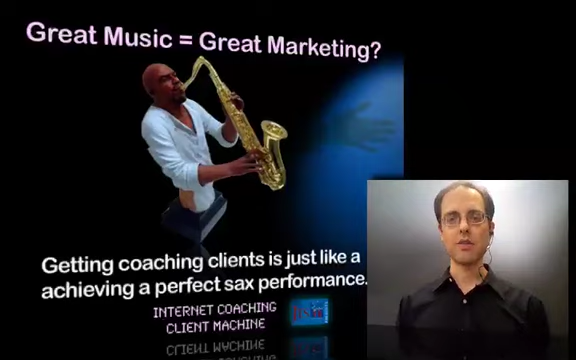 Great Music = Great Marketing?
Getting coaching clients is just like a
achieving a perfect sax performance.
INTERNET COACHING
CLIENT MACHINE